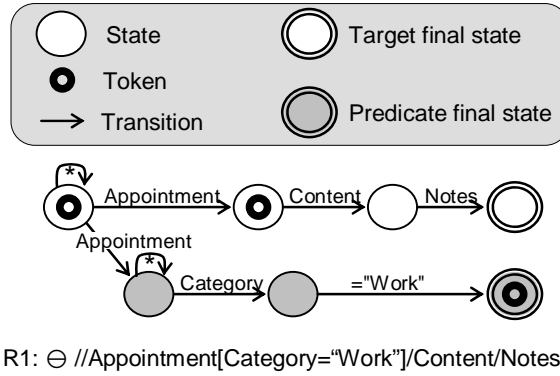 State
Target final state
Token
Predicate final state
Transition
*
Appointment
Content
Notes
Appointment
*
Category
="Work"
R1: ⊖ //Appointment[Category=“Work”]/Content/Notes